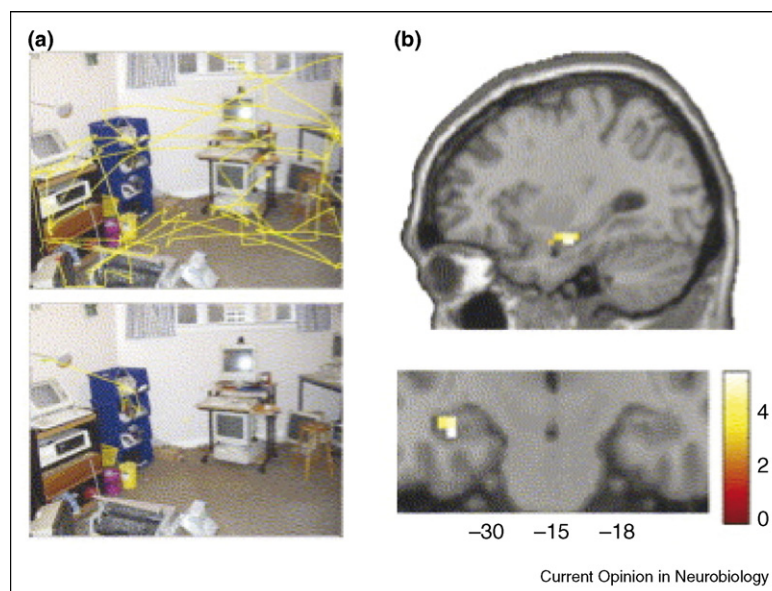 (a)
(b)
4
2
0
–30 –15 –18
Current Opinion in Neurobiology